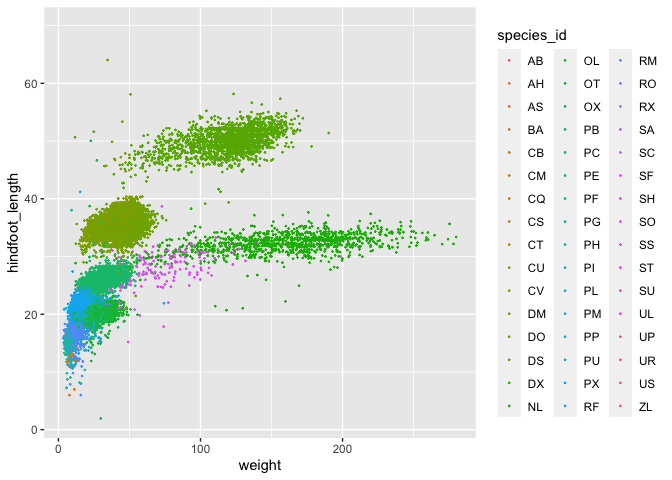 species_id
AB OL RM
AH OT RO
AS OX RX
BA PB SA
CB PC SC
CM PE SF
CQ PF SH
CS PG SO
CT PH SS
CU PI ST
CV PL SU
DM PM UL
DO PP UP
DS PU UR
DX PX US
NL RF ZL
60
40
20
0
hindfoot_length
0 100 200
weight